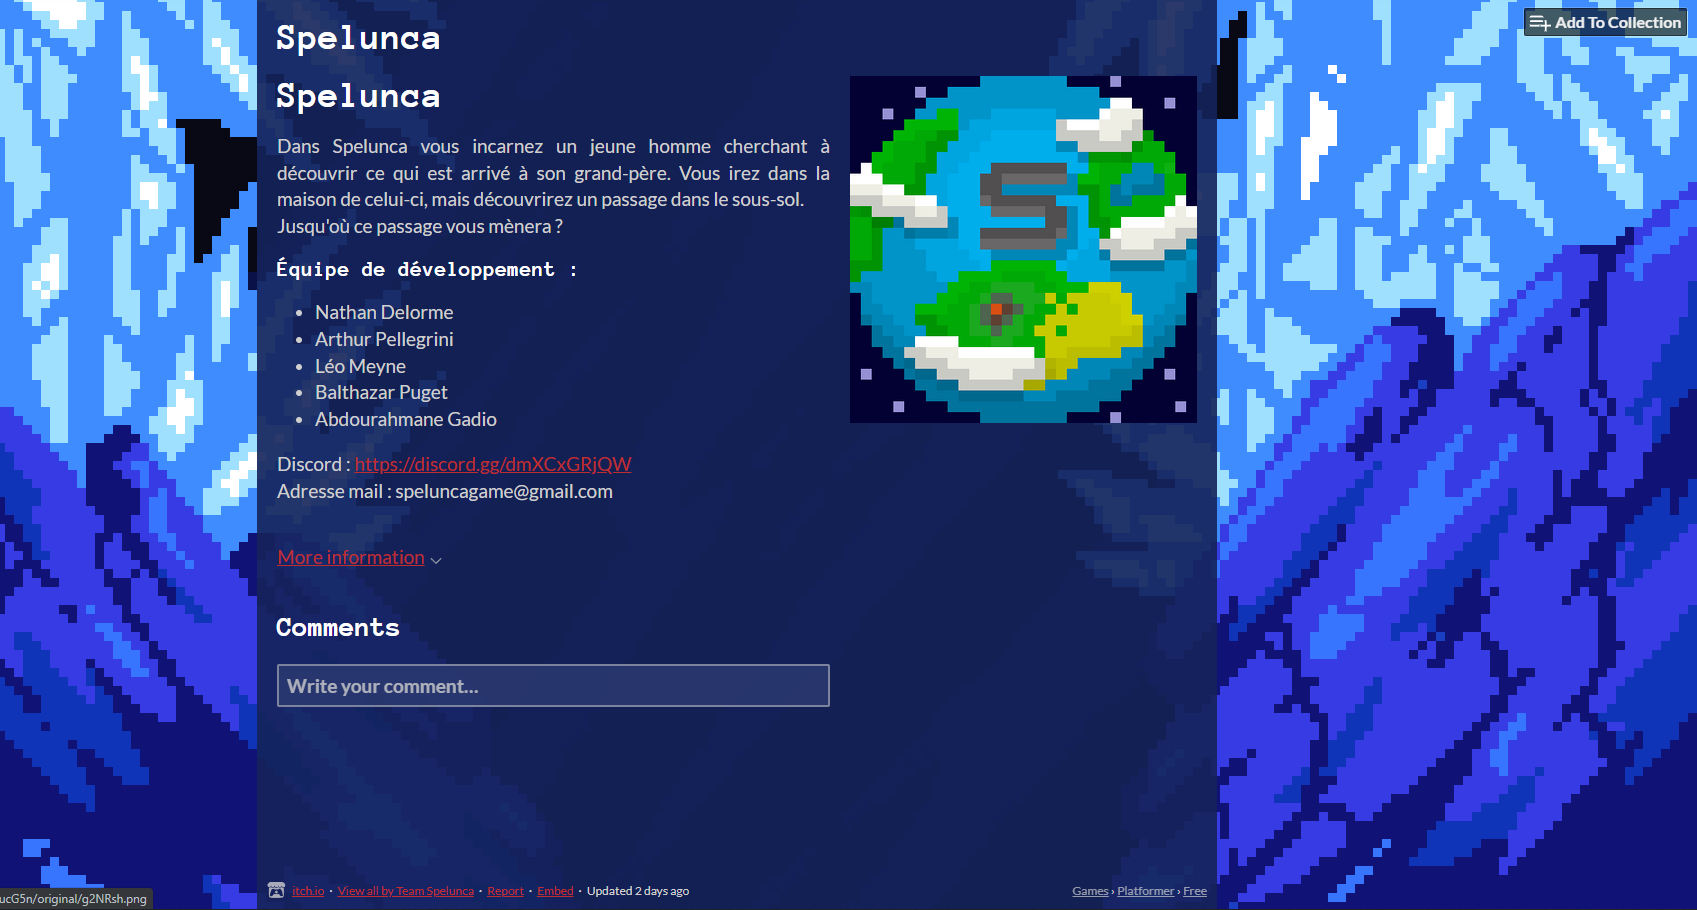 Add To Collection
Spelunca
Spelunca
Dans Spelunca vous incarnez un jeune homme cherchant à
découvrir ce qui est arrivé à son grand-père. Vous irez dans la
maison de celui-ci, mais découvrirez un passage dans le sous-sol.
Jusqu'où ce passage vous mènera ?
S
Équipe de développement :
• Nathan Delorme
• Arthur Pellegrini
• Léo Meyne
• Balthazar Puget
• Abdourahmane Gadio
Discord : https://discord.gg/dmXCxGRjQW
Adresse mail : speluncagame@gmail.com
More information
Comments
Write your comment...
itch.io · View all by Team Spelunca · Report · Embed · Updated 2 days ago
Games › Platformer › Free
ucG5n/original/g2NRsh.png